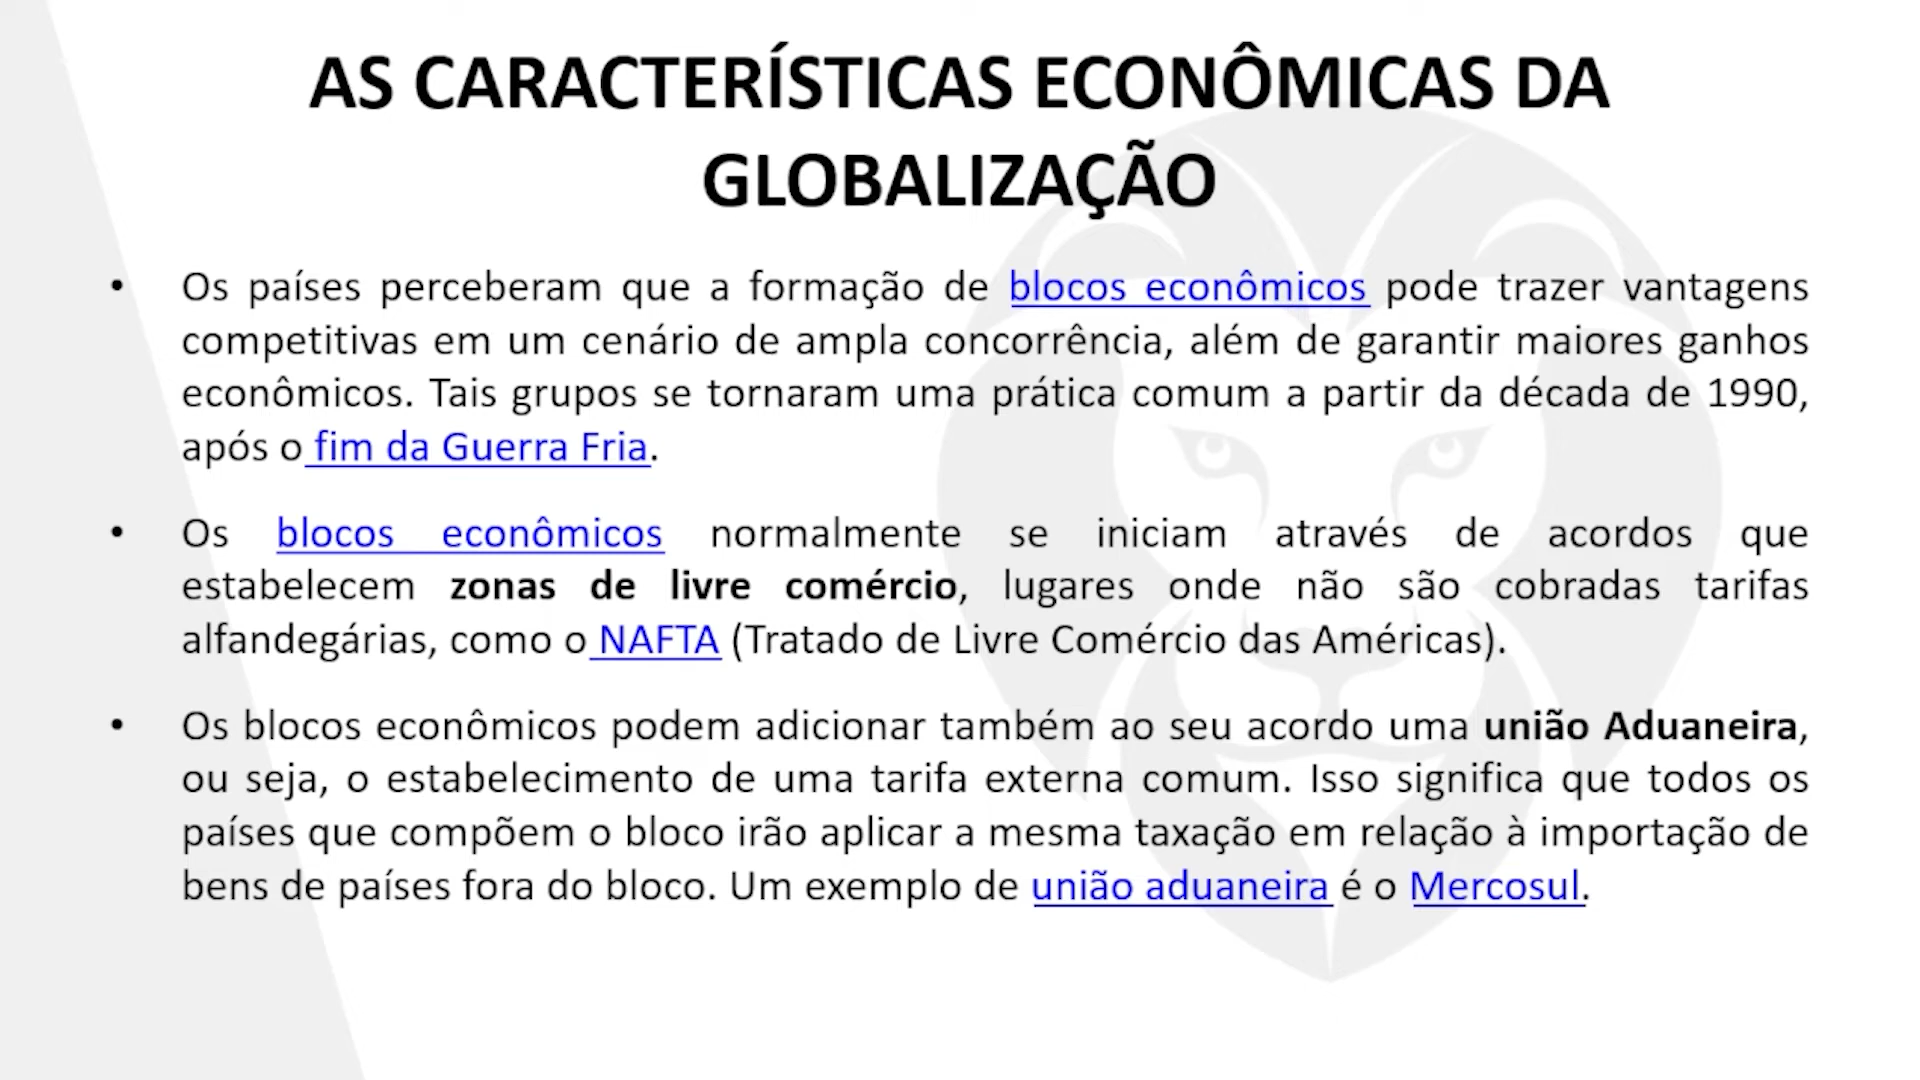 AS CARACTERÍSTICAS ECONÔMICAS DA
GLOBALIZAÇÃO
• Os países perceberam que a formação de blocos econômicos pode trazer vantagens
competitivas em um cenário de ampla concorrência, além de garantir maiores ganhos
econômicos. Tais grupos se tornaram uma prática comum a partir da década de 1990,
após o fim da Guerra Fria.
• Os blocos econômicos normalmente se iniciam através de acordos que
estabelecem zonas de livre comércio, lugares onde não são cobradas tarifas
alfandegárias, como o NAFTA (Tratado de Livre Comércio das Américas).
• Os blocos econômicos podem adicionar também ao seu acordo uma união Aduaneira,
ou seja, o estabelecimento de uma tarifa externa comum. Isso significa que todos os
países que compõem o bloco irão aplicar a mesma taxação em relação à importação de
bens de países fora do bloco. Um exemplo de união aduaneira é o Mercosul.